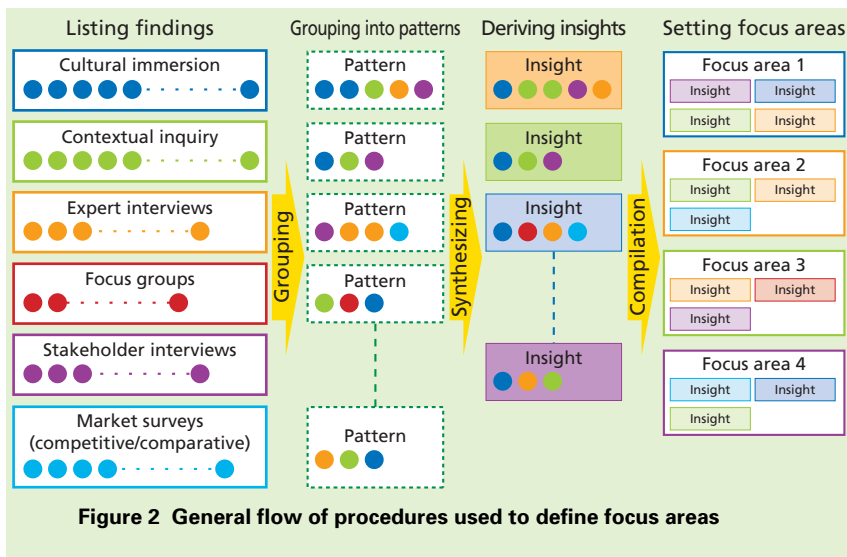 Listing findings
Cultural immersion
Contextual inquiry
Expert interviews
Focus groups
Stakeholder interviews
Market surveys
(competitive/comparative)
Grouping
Grouping into patterns
Pattern
Pattern
Pattern
Pattern
Pattern
Synthesizing
Deriving insights
Insight
Insight
Insight
Insight
Compilation
Setting focus areas
Focus area 1
Insight Insight
Insight Insight
Focus area 2
Insight Insight
Insight
Focus area 3
Insight Insight
Insight
Focus area 4
Insight Insight
Insight
Figure 2 General flow of procedures used to define focus areas